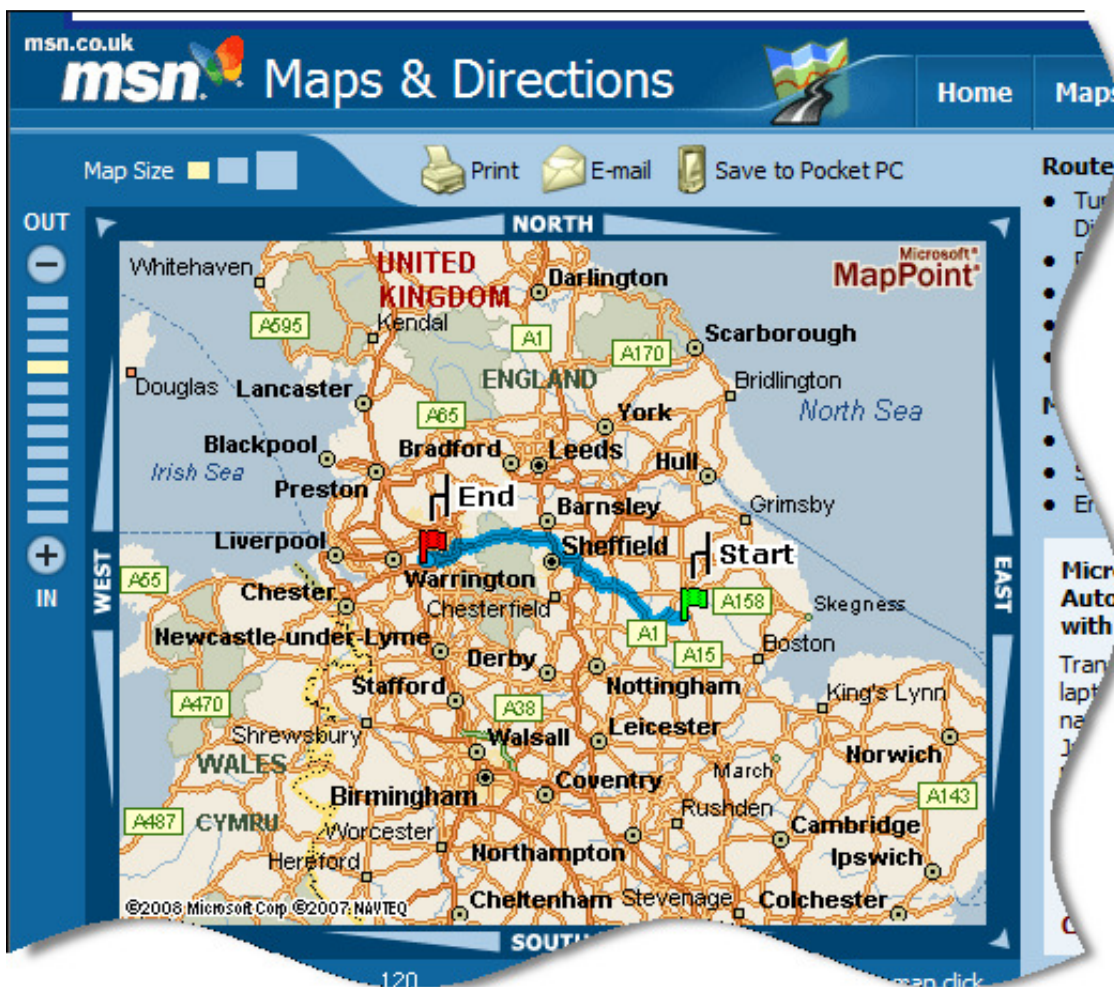 msn.co.uk
msn Maps & Directions
Home
Maps
Map Size
Print
E-mail
Save to Pocket PC
Route
OUT
NORTH
Microsoft
MapPoint
Whitehaven
UNITED
KINGDOM
Darlington
A595
Kendal
A1
A170
Scarborough
Douglas
Lancaster
ENGLAND
Bridlington
A65
York
North Sea
Blackpool
Bradford
Leeds
Irish Sea
Hull
Preston
End
Barnsley
Grimsby
Liverpool
Sheffield
Start
WEST
EAST
IN
A55
Warrington
Chester
Chesterfield
A158
Skegness
Newcastle-under-Lyme
A1
A15
Boston
Derby
Stafford
Nottingham
King's Lynn
A470
A38
Shrewsbury
Walsall
Leicester
Norwich
WALES
March
Coventry
Birmingham
Rushden
A143
A487
CYMRU
Worcester
Cambridge
Hereford
Northampton
Ipswich
Cheltenham
Stevenage
Colchester
©2008 Microsoft Corp ©2007 NAVTEQ
SOUTH
120
map click
with